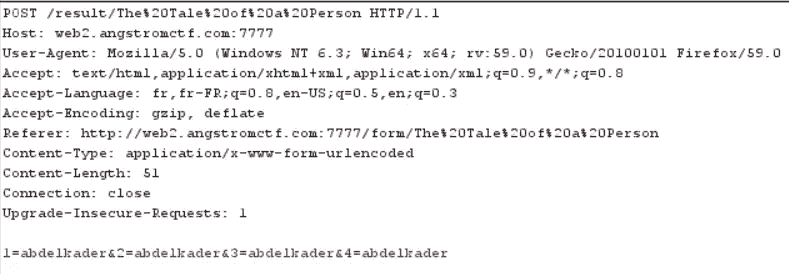 POST /result/The%20Tale%20of%20a%20Person HTTP/1.1
Host: web2.angstromctf.com:7777
User-Agent: Mozilla/5.0 (Windows NT 6.3; Win64; x64; rv:59.0) Gecko/20100101 Firefox/59.0
Accept: text/html,application/xhtml+xml,application/xml;q=0.9,*/*;q=0.8
Accept-Language: fr,fr-FR;q=0.8,en-US;q=0.5,en;q=0.3
Accept-Encoding: gzip, deflate
Referer: http://web2.angstromctf.com:7777/form/The%20Tale%20of%20a%20Person
Content-Type: application/x-www-form-urlencoded
Content-Length: 51
Connection: close
Upgrade-Insecure-Requests: 1
1=abdelkader&2=abdelkader&3=abdelkader&4=abdelkader